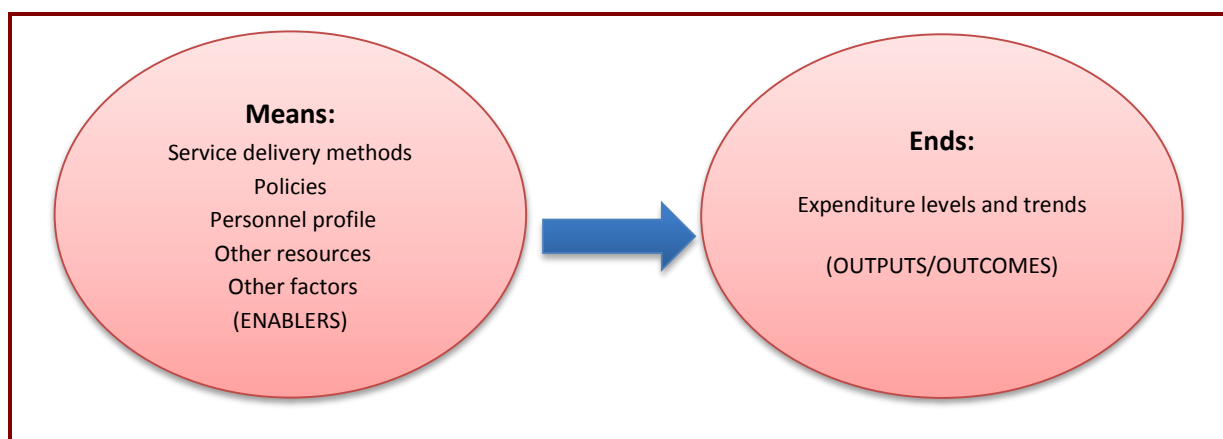 Means:
Service delivery methods
Policies
Personnel profile
Other resources
Other factors
(ENABLERS)
Ends:
Expenditure levels and trends
(OUTPUTS/OUTCOMES)